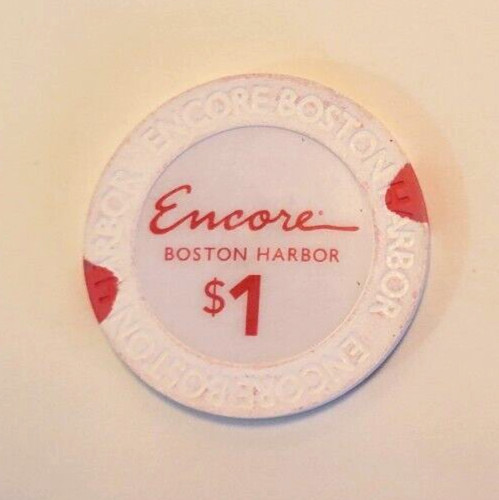 ENCORE BOSTON HARBOR
ENCORE BOSTON HARBOR
Encore
BOSTON HARBOR
$1